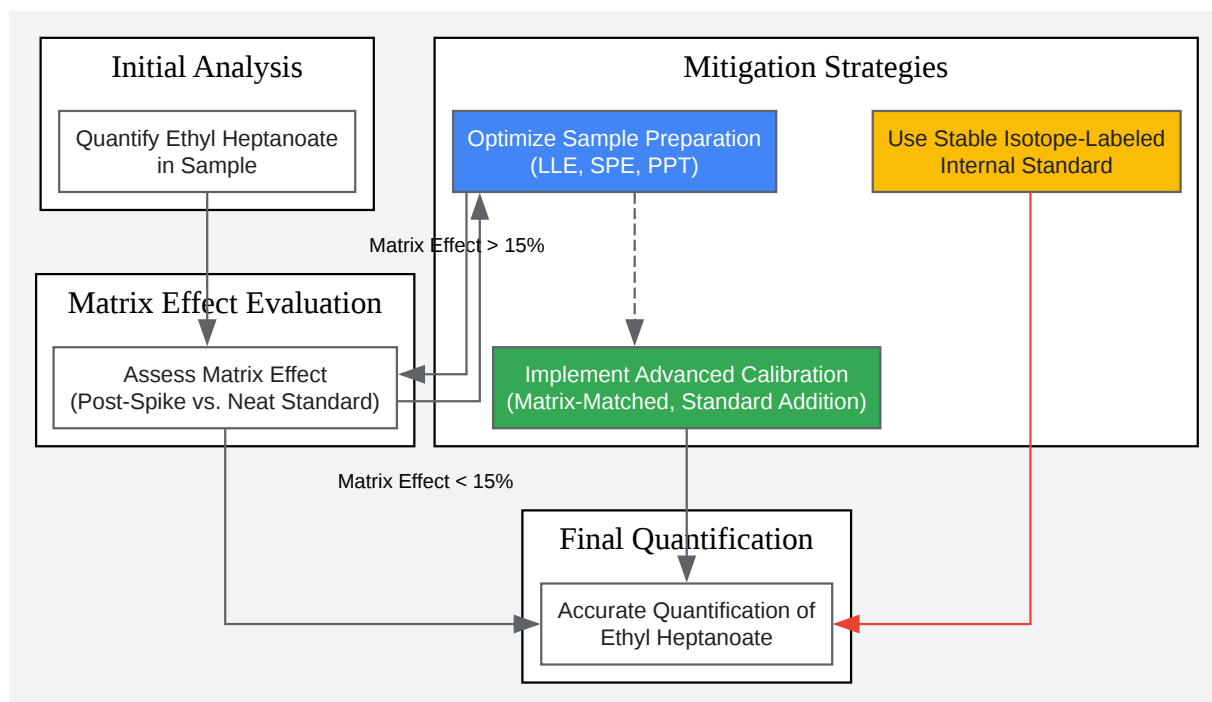 Initial Analysis
Quantify Ethyl Heptanoate
in Sample
Mitigation Strategies
Optimize Sample Preparation
(LLE, SPE, PPT)
Use Stable Isotope-Labeled
Internal Standard
Matrix Effect > 15%
Matrix Effect Evaluation
Assess Matrix Effect
(Post-Spike vs. Neat Standard)
Implement Advanced Calibration
(Matrix-Matched, Standard Addition)
Matrix Effect < 15%
Final Quantification
Accurate Quantification of
Ethyl Heptanoate